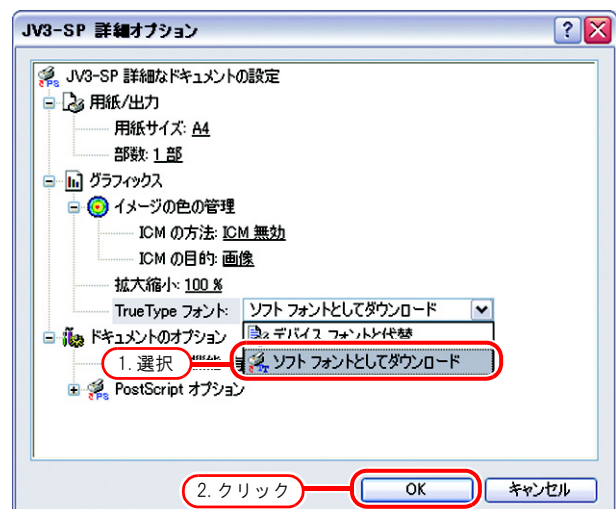 JV3-SP 詳細オプション
JV3-SP 詳細なドキュメントの設定
用紙/出力
用紙サイズ: A4
部数: 1 部
グラフィックス
イメージの色の管理
ICM の方法: ICM 無効
ICM の目的: 画像
拡大縮小: 100 %
TrueType フォント: ソフト フォントとしてダウンロード
デバイス フォントと代替
ドキュメントのオプション
1. 選択
ソフト フォントとしてダウンロード
PostScript オプション
2. クリック
OK
キャンセル